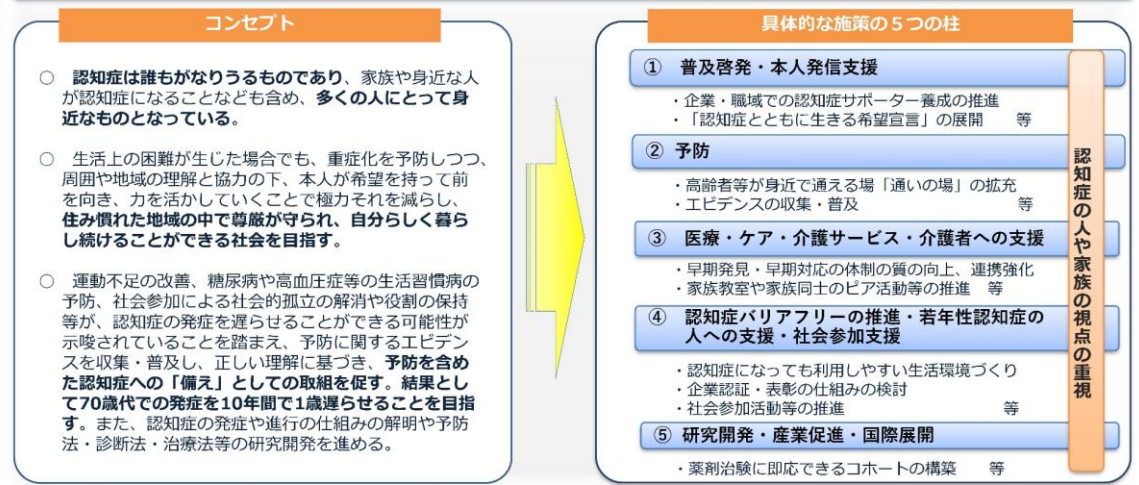 コンセプト
○ 認知症は誰もがなりうるものであり、家族や身近な人
が認知症になることなども含め、多くの人にとって身
近なものとなっている。
○ 生活上の困難が生じた場合でも、重症化を予防しつつ、
周囲や地域の理解と協力の下、本人が希望を持って前
を向き、力を活かしていくことで極力それを減らし、
住み慣れた地域の中で尊厳が守られ、自分らしく暮ら
し続けることができる社会を目指す。
○ 運動不足の改善、糖尿病や高血圧症等の生活習慣病の
予防、社会参加による社会的孤立の解消や役割の保持
等が、認知症の発症を遅らせることができる可能性が
示唆されていることを踏まえ、予防に関するエビデン
スを収集・普及し、正しい理解に基づき、予防を含め
た認知症への「備え」としての取組を促す。結果とし
て70歳代での発症を10年間で1歳遅らせることを目指
す。また、認知症の発症や進行の仕組みの解明や予防
法・診断法・治療法等の研究開発を進める。
具体的な施策の5つの柱
① 普及啓発・本人発信支援
・企業・職域での認知症サポーター養成の推進
・「認知症とともに生きる希望宣言」の展開 等
② 予防
・高齢者等が身近で通える場「通いの場」の拡充
・エビデンスの収集・普及 等
③ 医療・ケア・介護サービス・介護者への支援
・早期発見・早期対応の体制の質の向上、連携強化
・家族教室や家族同士のピア活動等の推進 等
④ 認知症バリアフリーの推進・若年性認知症の
人への支援・社会参加支援
・認知症になっても利用しやすい生活環境づくり
・企業認証・表彰の仕組みの検討
・社会参加活動等の推進 等
⑤ 研究開発・産業促進・国際展開
・薬剤治験に即応できるコホートの構築 等
認知症の人や家族の視点の重視